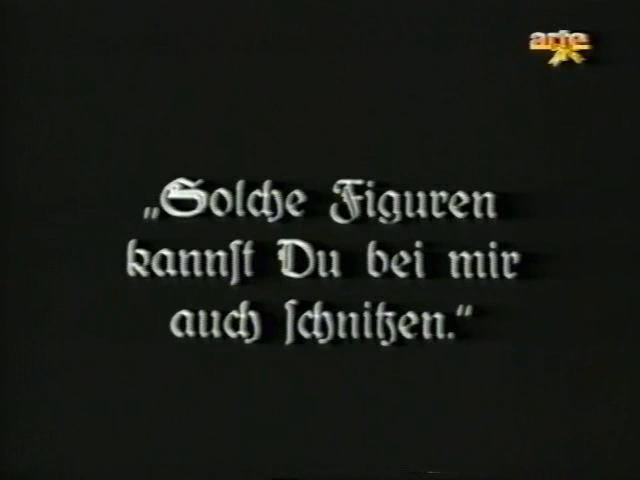 arte
„Solche Figuren
kannſt Du bei mir
auch ſchnitzen.“